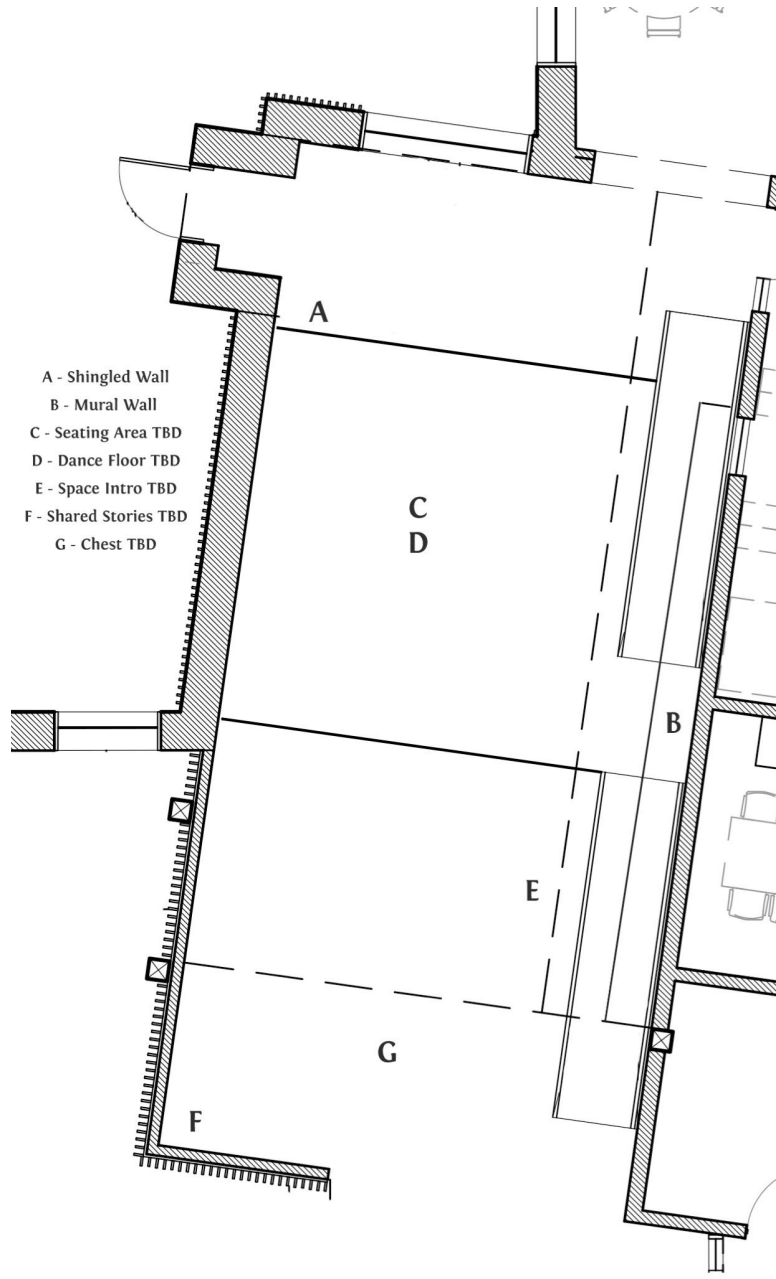 A
A - Shingled Wall
B - Mural Wall
C - Seating Area TBD
D - Dance Floor TBD
E - Space Intro TBD
F - Shared Stories TBD
G - Chest TBD
C
D
B
E
G
F